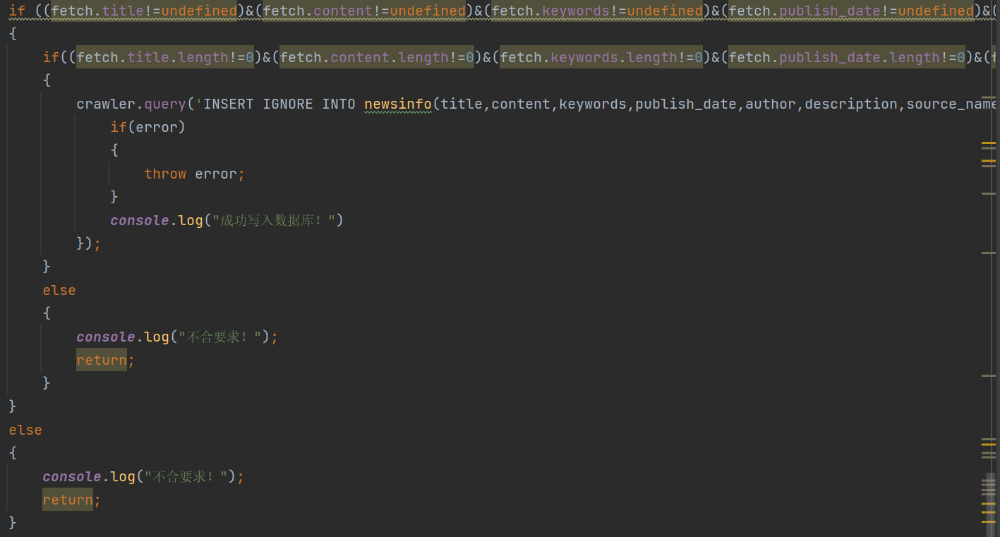 if ((fetch.title!=undefined)&(fetch.content!=undefined)&(fetch.keywords!=undefined)&(fetch.publish_date!=undefined)&(
{
if((fetch.title.length!=0)&(fetch.content.length!=0)&(fetch.keywords.length!=0)&(fetch.publish_date.length!=0)&(f
{
crawler.query('INSERT IGNORE INTO newsinfo(title,content,keywords,publish_date,author,description,source_name
if(error)
{
throw error;
}
console.log("成功写入数据库!")
});
}
else
{
console.log("不合要求!");
return;
}
}
else
{
console.log("不合要求!");
return;
}